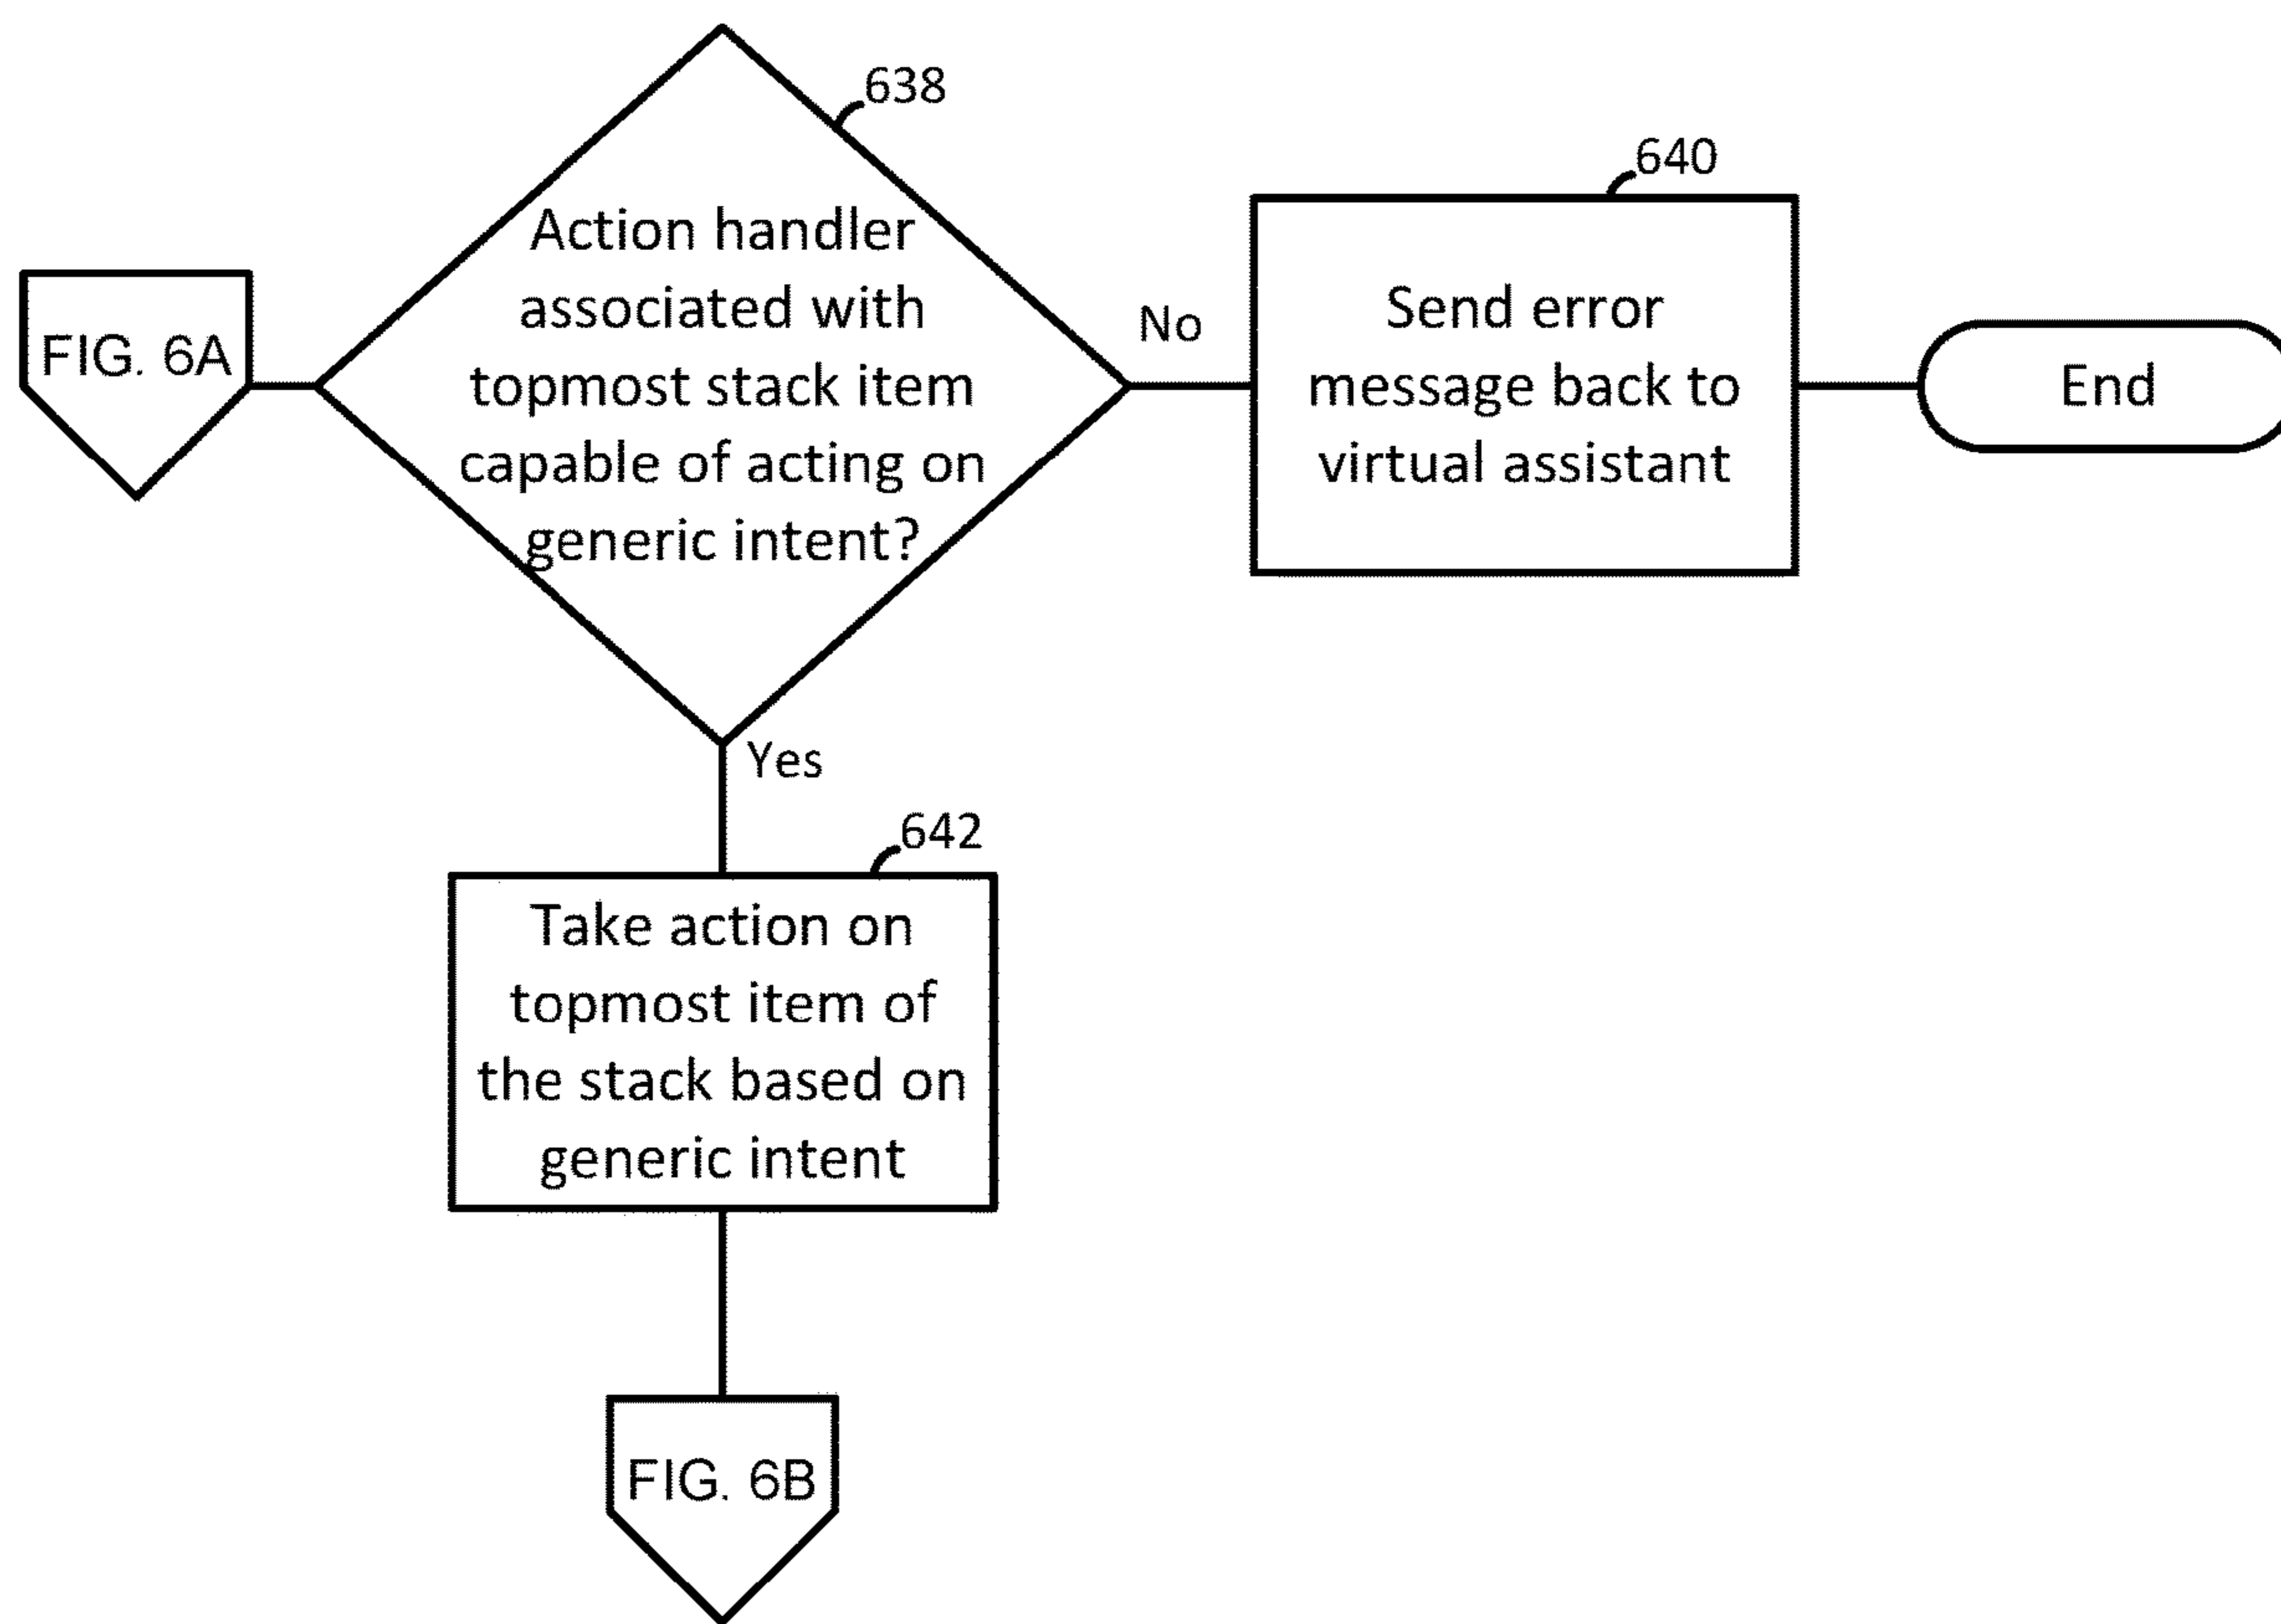 638
Action handler
associated with
topmost stack item
capable of acting on
generic intent?
FIG. 6A
No
640
Send error
message back to
virtual assistant
End
Yes
642
Take action on
topmost item of
the stack based on
generic intent
FIG. 6B